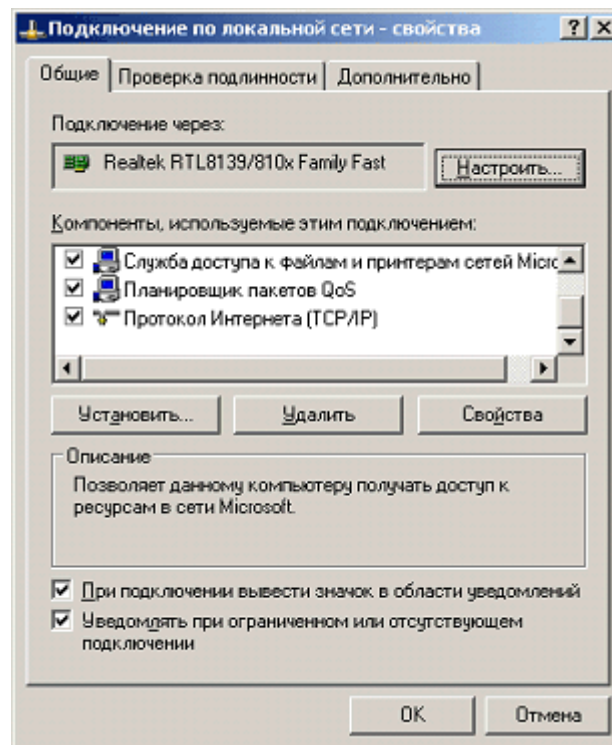 Подключение по локальной сети - свойства
Общие Проверка подлинности Дополнительно
Подключение через:
Realtek RTL8139/810x Family Fast Настроить...
Компоненты, используемые этим подключением:
Служба доступа к файлам и принтерам сетей Micro
Планировщик пакетов QoS
Протокол Интернета (TCP/IP)
Установить... Удалить Свойства
Описание
Позволяет данному компьютеру получать доступ к
ресурсам в сети Microsoft.
При подключении вывести значок в области уведомлений
Уведомлять при ограниченном или отсутствующем
подключении
OK Отмена